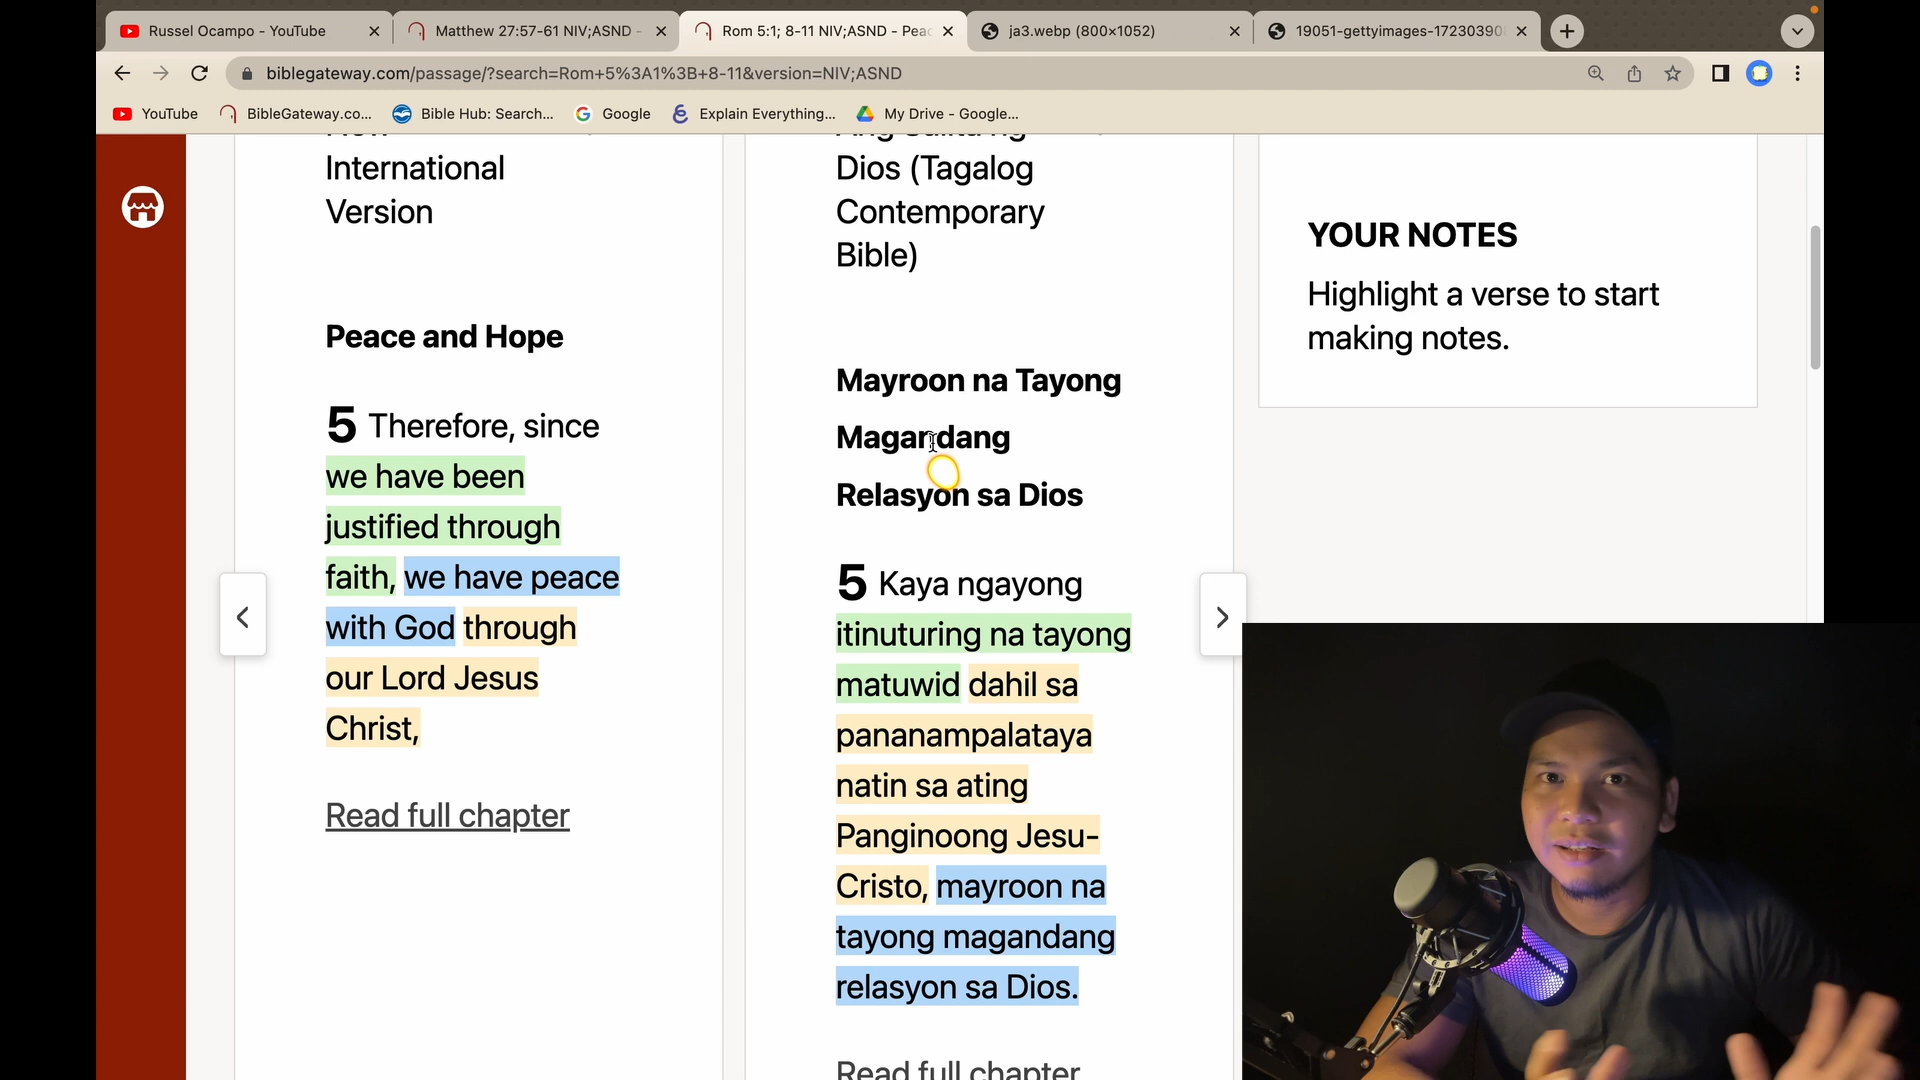 Russel Ocampo - YouTube
Matthew 27:57-61 NIV;ASND -
Rom 5:1; 8-11 NIV;ASND - Peac
ja3.webp (800×1052)
19051-gettyimages-172303908
biblegateway.com/passage/?search=Rom+5%3A1%3B+8-11&version=NIV;ASND
YouTube
BibleGateway.co...
Bible Hub: Search...
Google
Explain Everything...
My Drive - Google...
New
International
Version
Peace and Hope
5 Therefore, since
we have been
justified through
faith, we have peace
with God through
our Lord Jesus
Christ,
Read full chapter
Ang Salita ng
Dios (Tagalog
Contemporary
Bible)
Mayroon na Tayong
Magandang
Relasyon sa Dios
5 Kaya ngayong
itinuturing na tayong
matuwid dahil sa
pananampalataya
natin sa ating
Panginoong Jesu-
Cristo, mayroon na
tayong magandang
relasyon sa Dios.
Read full chapter
YOUR NOTES
Highlight a verse to start
making notes.